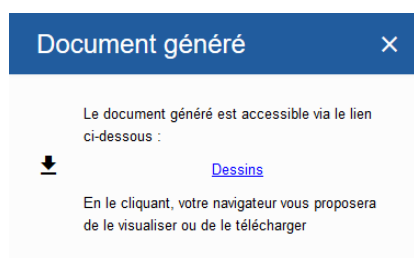 Document généré
Le document généré est accessible via le lien
ci-dessous :
Dessins
En le cliquant, votre navigateur vous proposera
de le visualiser ou de le télécharger